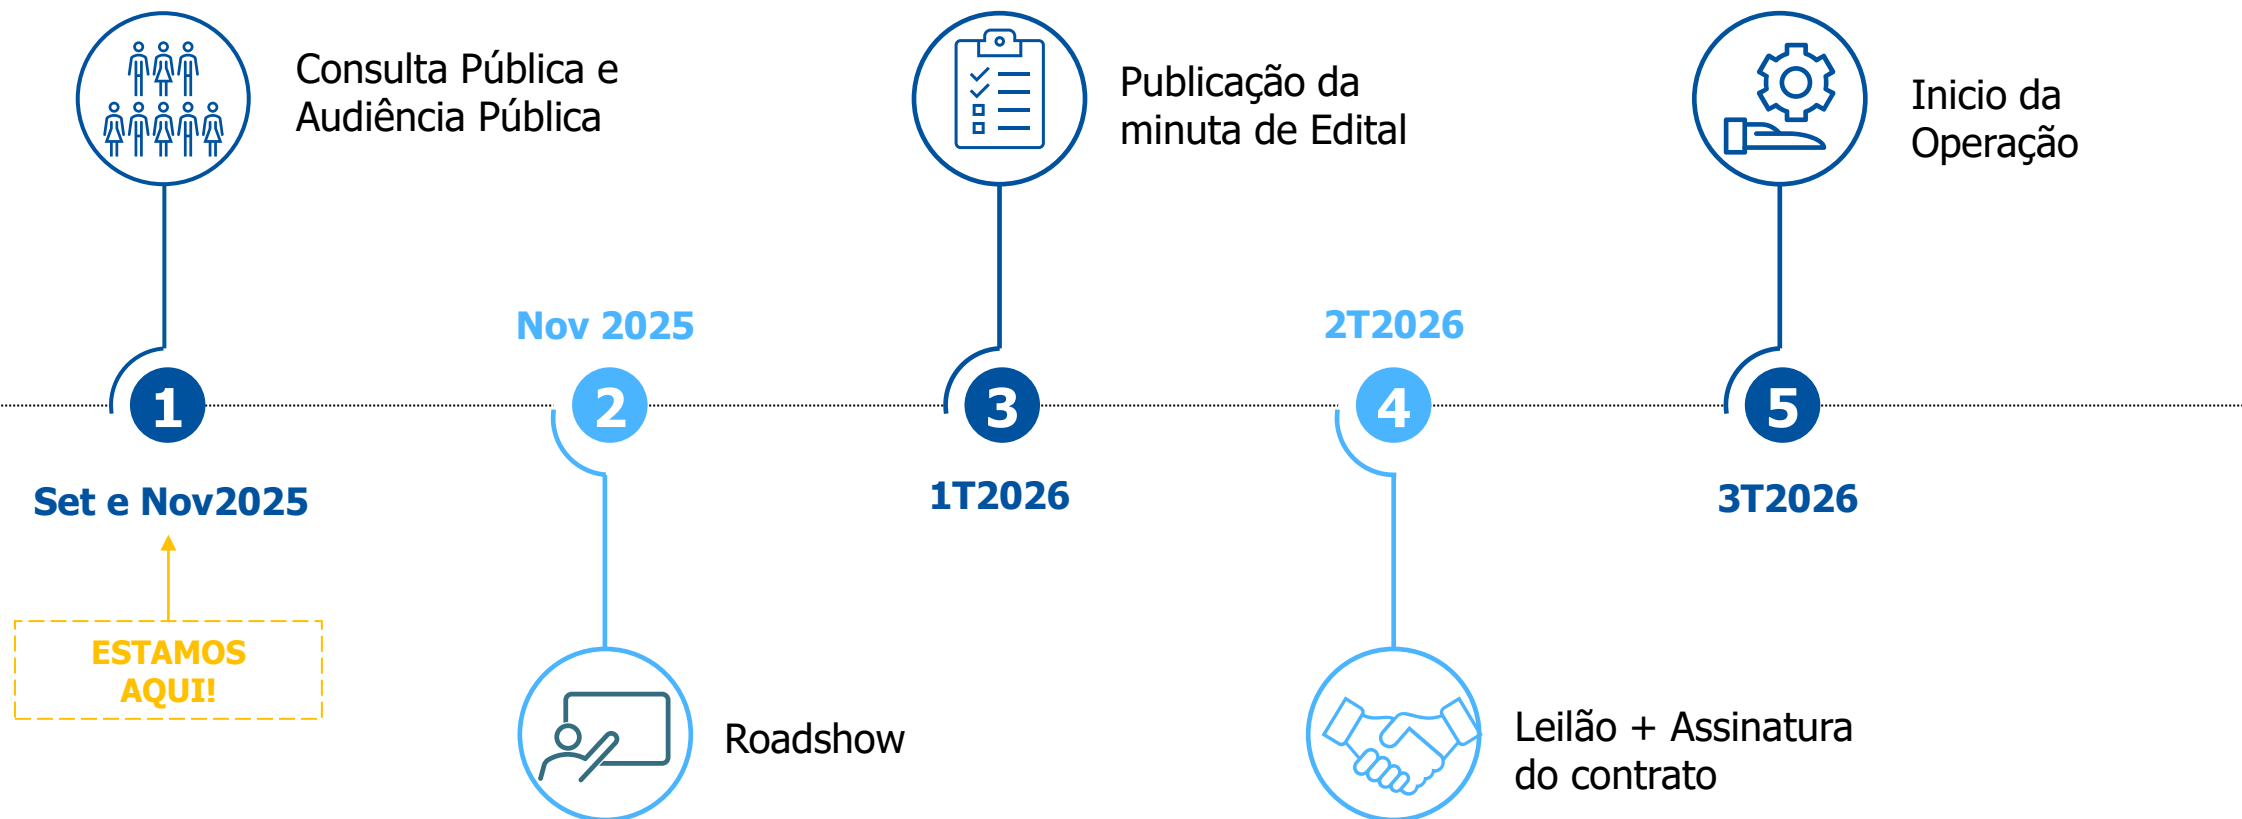 Consulta Pública e
Audiência Pública
Publicação da
minuta de Edital
Inicio da
Operação
Nov 2025
2T2026
1
2
3
4
5
Set e Nov2025
1T2026
3T2026
ESTAMOS
AQUI!
Roadshow
Leilão + Assinatura
do contrato